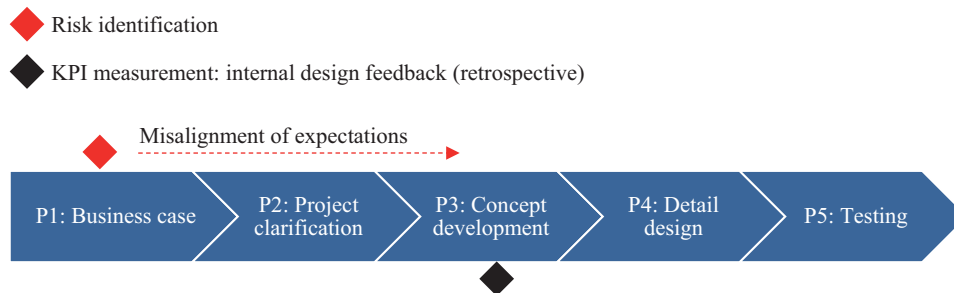 Risk identification
KPI measurement: internal design feedback (retrospective)
Misalignment of expectations
P1: Business case
P2: Project
clarification
P3: Concept
development
P4: Detail
design
P5: Testing